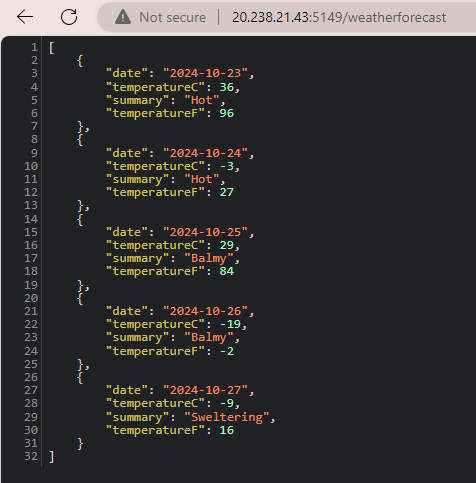 Not secure 20.238.21.43:5149/weatherforecast
1 [
2 {
3 "date": "2024-10-23",
4 "temperatureC": 36,
5 "summary": "Hot",
6 "temperatureF": 96
7 },
8 {
9 "date": "2024-10-24",
10 "temperatureC": -3,
11 "summary": "Hot",
12 "temperatureF": 27
13 },
14 {
15 "date": "2024-10-25",
16 "temperatureC": 29,
17 "summary": "Balmy",
18 "temperatureF": 84
19 },
20 {
21 "date": "2024-10-26",
22 "temperatureC": -19,
23 "summary": "Balmy",
24 "temperatureF": -2
25 },
26 {
27 "date": "2024-10-27",
28 "temperatureC": -9,
29 "summary": "Sweltering",
30 "temperatureF": 16
31 }
32 ]